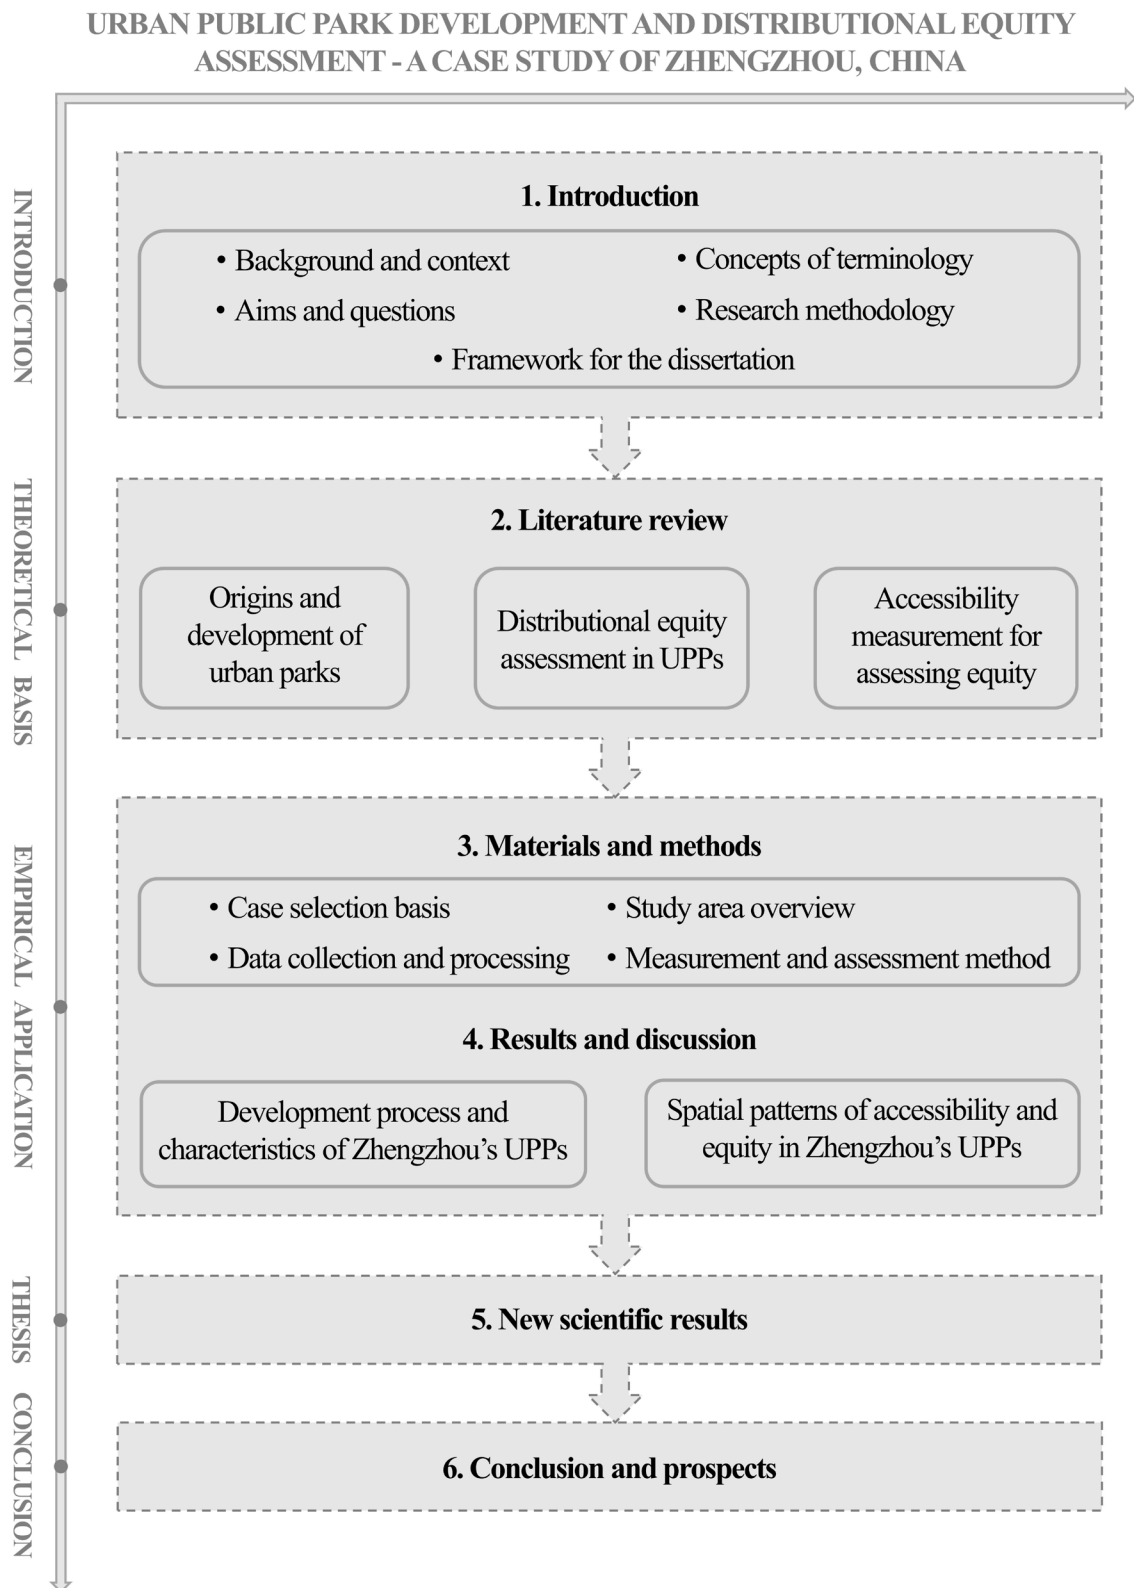 URBAN PUBLIC PARK DEVELOPMENT AND DISTRIBUTIONAL EQUITY
ASSESSMENT - A CASE STUDY OF ZHENGZHOU, CHINA
INTRODUCTION
1. Introduction
• Background and context
• Concepts of terminology
• Aims and questions
• Research methodology
• Framework for the dissertation
THEORETICAL BASIS
2. Literature review
Origins and
development of
urban parks
Distributional equity
assessment in UPPs
Accessibility
measurement for
assessing equity
EMPIRICAL APPLICATION
3. Materials and methods
• Case selection basis
• Study area overview
• Data collection and processing
• Measurement and assessment method
4. Results and discussion
Development process and
characteristics of Zhengzhou’s UPPs
Spatial patterns of accessibility and
equity in Zhengzhou’s UPPs
THESIS
5. New scientific results
CONCLUSION
6. Conclusion and prospects